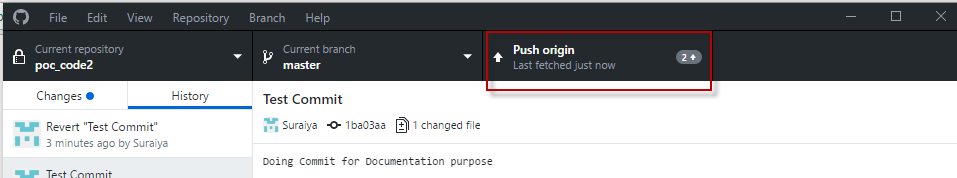 File Edit View Repository Branch Help
Current repository
poc_code2
Current branch
master
Push origin
Last fetched just now
2
Changes
History
Revert "Test Commit"
3 minutes ago by Suraiya
Test Commit
Test Commit
Suraiya 1ba03aa 1 changed file
Doing Commit for Documentation purpose